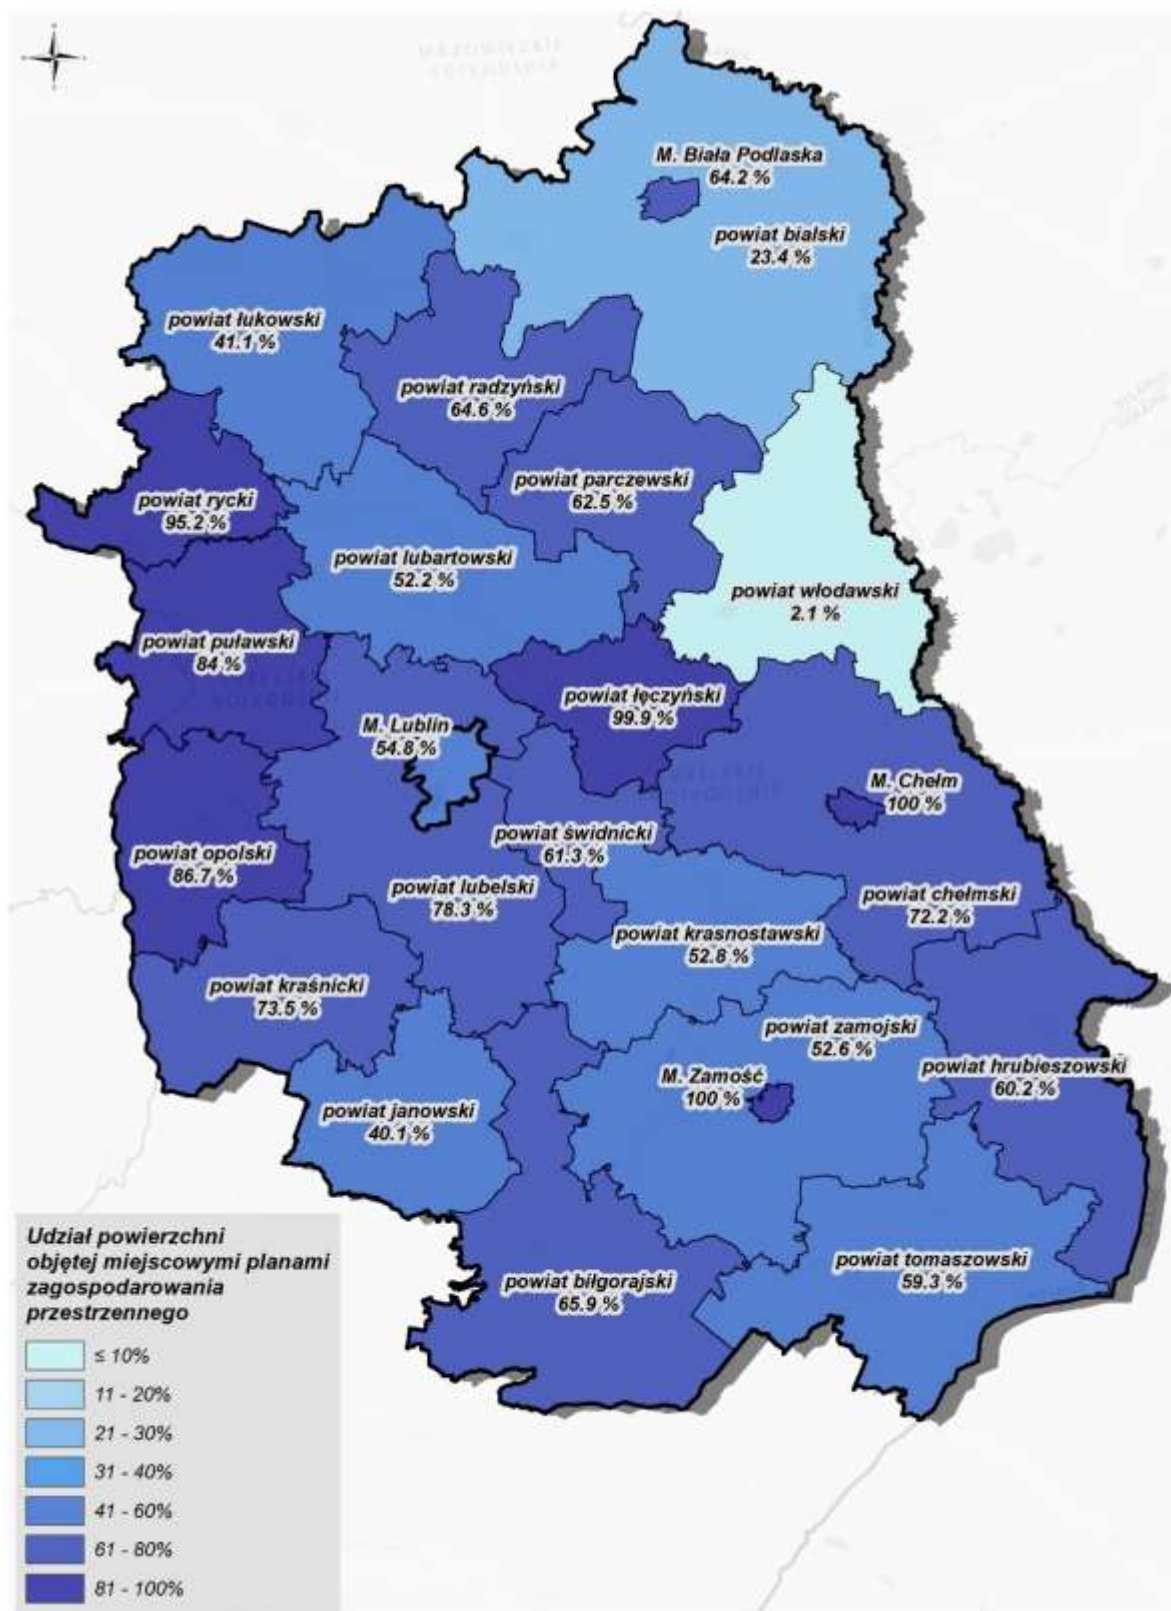 M. Biała Podlaska
64.2 %
powiat bialski
23.4 %
powiat łukowski
41.1 %
powiat radzyński
64.6 %
powiat parczewski
62.5 %
powiat rycki
95.2 %
powiat lubartowski
52.2 %
powiat włodawski
2.1 %
powiat puławski
84 %
powiat łęczyński
99.9 %
M. Lublin
54.8 %
M. Chełm
100 %
powiat świdnicki
61.3 %
powiat opolski
86.7 %
powiat lubelski
78.3 %
powiat chełmski
72.2 %
powiat krasnostawski
52.8 %
powiat kraśnicki
73.5 %
powiat zamojski
52.6 %
powiat hrubieszowski
60.2 %
M. Zamość
100 %
powiat janowski
40.1 %
powiat tomaszowski
59.3 %
powiat biłgorajski
65.9 %
Udział powierzchni
objętej miejscowymi planami
zagospodarowania
przestrzennego
≤ 10%
11 - 20%
21 - 30%
31 - 40%
41 - 60%
61 - 80%
81 - 100%